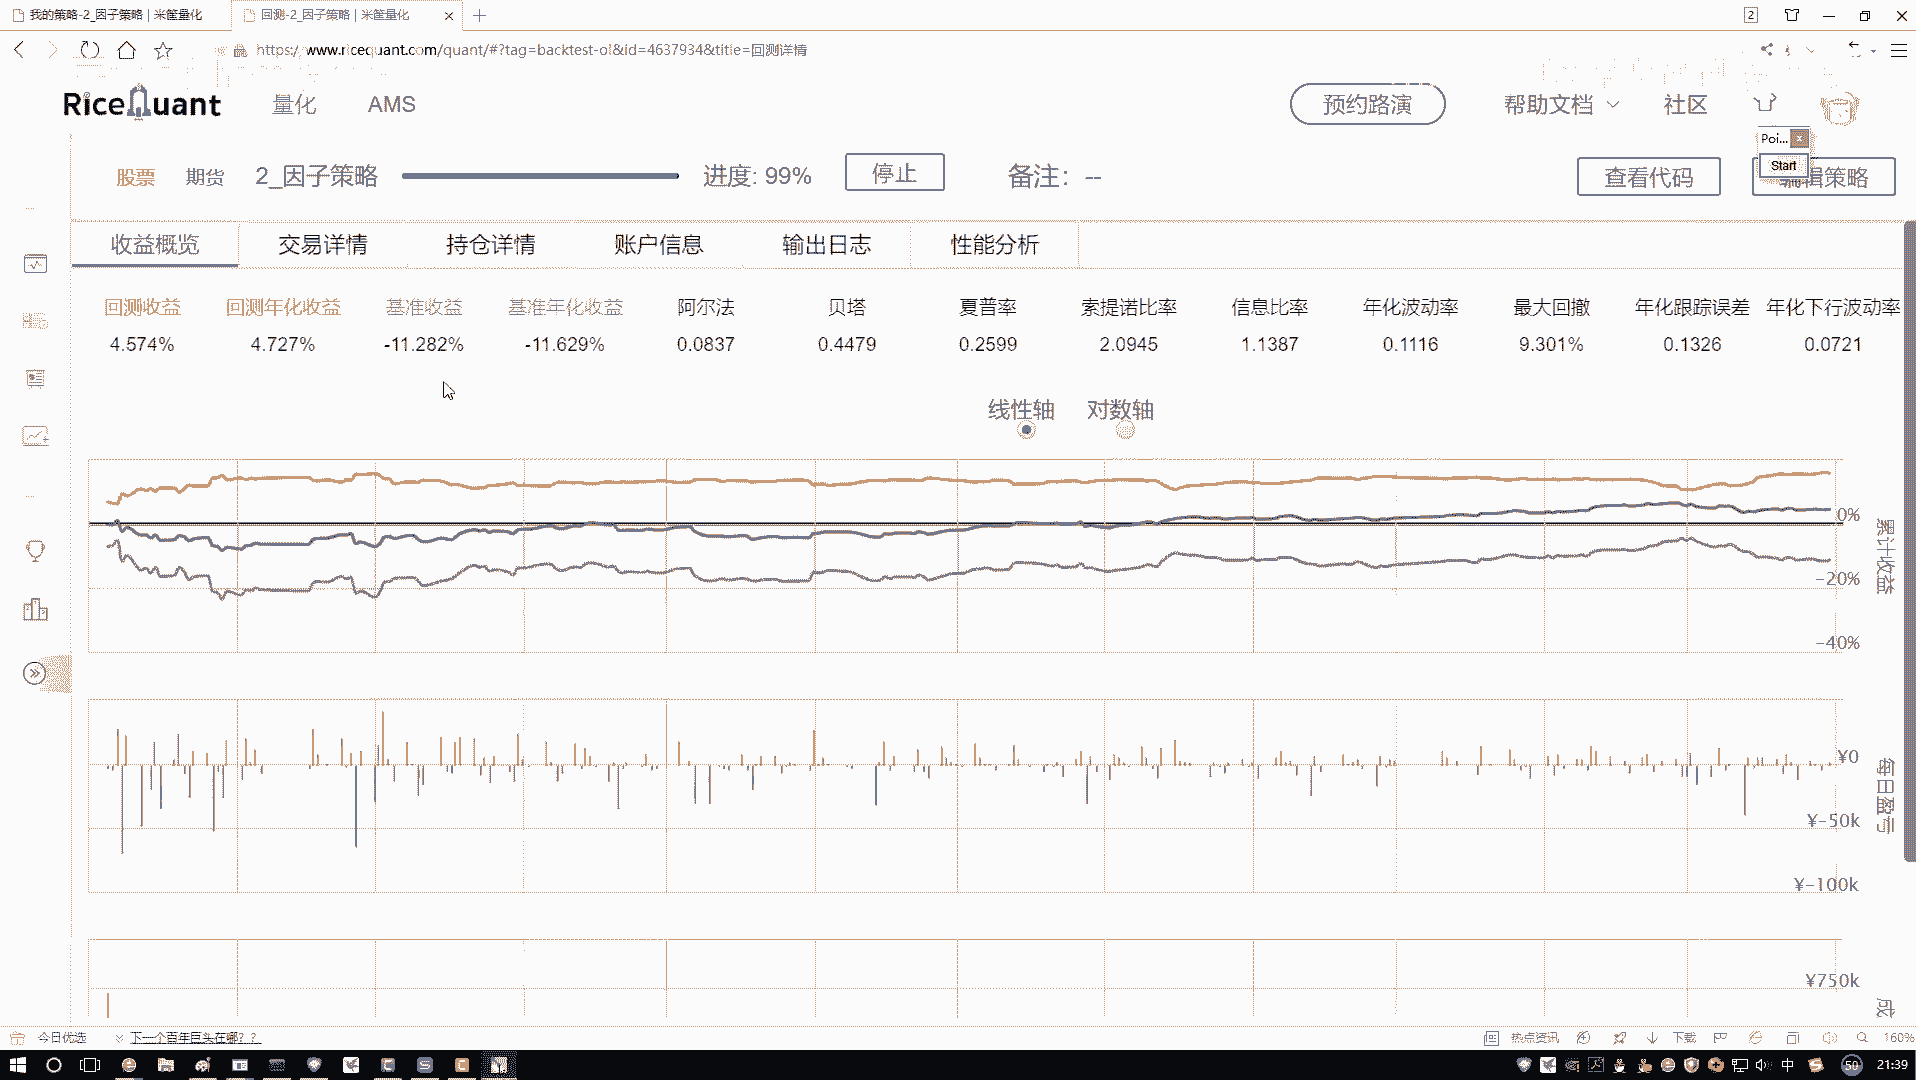 我的策略-2_因子策略 | 米筐量化
回测-2_因子策略 | 米筐量化
2
https://www.ricequant.com/quant/#?tag=backtest-ol&id=4637934&title=回测详情
RiceQuant
量化
AMS
预约路演
帮助文档
社区
Poi...
Start
股票
期货
2_因子策略
进度: 99%
停止
备注: --
查看代码
编辑策略
收益概览
交易详情
持仓详情
账户信息
输出日志
性能分析
回测收益 回测年化收益 基准收益 基准年化收益 阿尔法 贝塔 夏普率 索提诺比率 信息比率 年化波动率 最大回撤 年化跟踪误差 年化下行波动率
4.574% 4.727% -11.282% -11.629% 0.0837 0.4479 0.2599 2.0945 1.1387 0.1116 9.301% 0.1326 0.0721
线性轴 对数轴
0%
-20%
-40%
累计收益
¥0
¥-50k
¥-100k
每日盈亏
¥750k
成
今日优选
下一个百年巨头在哪？？
热点资讯
下载
160%
中
50
21:39